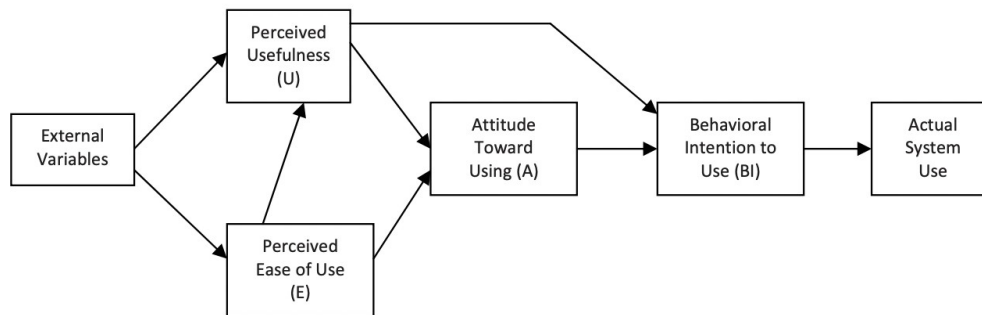 Perceived
Usefulness
(U)
External
Variables
Attitude
Toward
Using (A)
Behavioral
Intention to
Use (BI)
Actual
System
Use
Perceived
Ease of Use
(E)